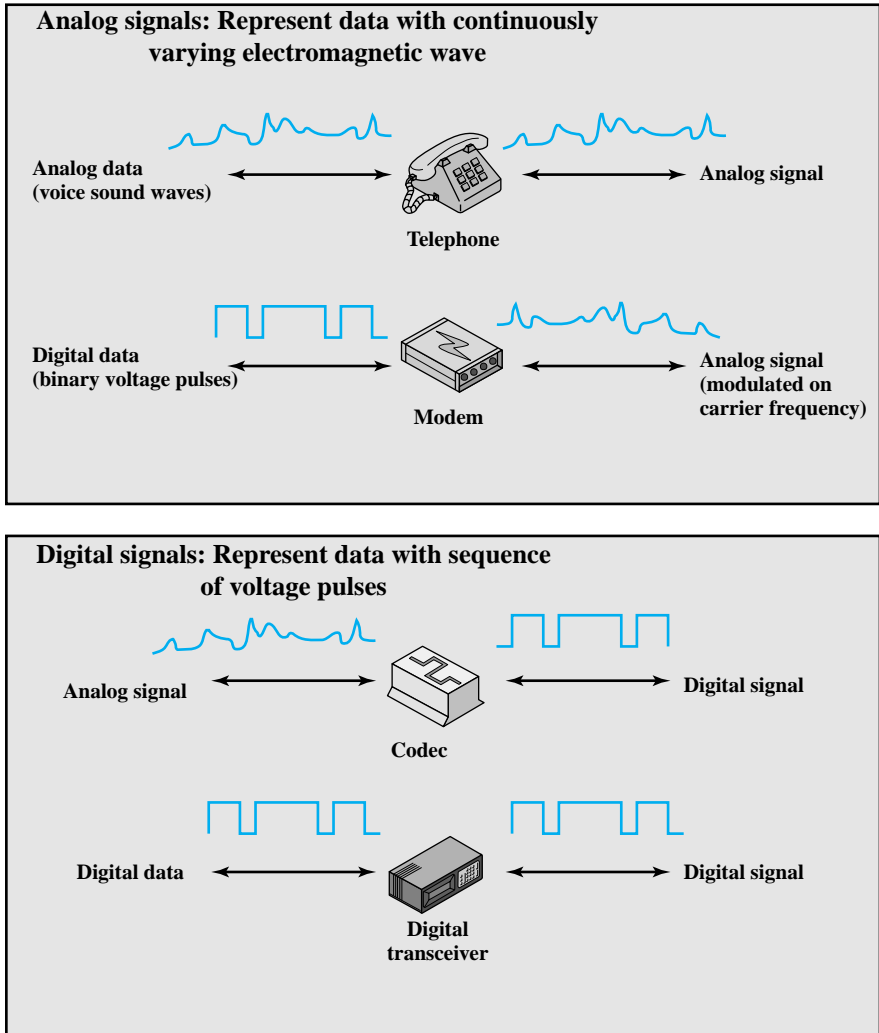 Analog signals: Represent data with continuously
varying electromagnetic wave
Analog data
(voice sound waves)
Analog signal
Telephone
Digital data
(binary voltage pulses)
Analog signal
(modulated on
carrier frequency)
Modem
Digital signals: Represent data with sequence
of voltage pulses
Analog signal
Digital signal
Codec
Digital data
Digital signal
Digital
transceiver